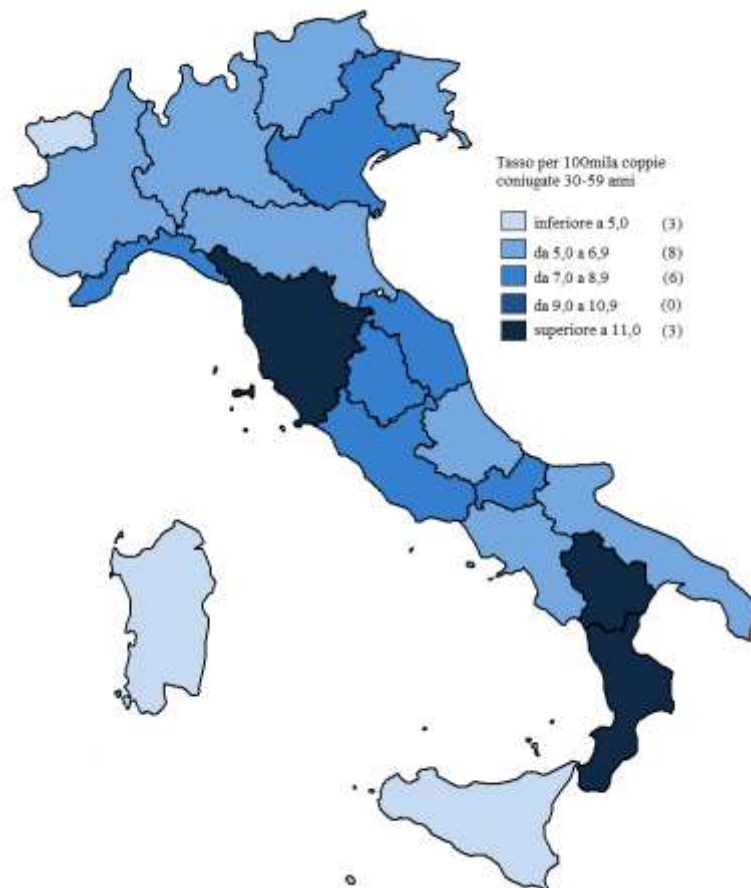 Tasso per 100mila coppie
coniugate 30-59 anni
inferiore a 5,0 (3)
da 5,0 a 6,9 (8)
da 7,0 a 8,9 (6)
da 9,0 a 10,9 (0)
superiore a 11,0 (3)